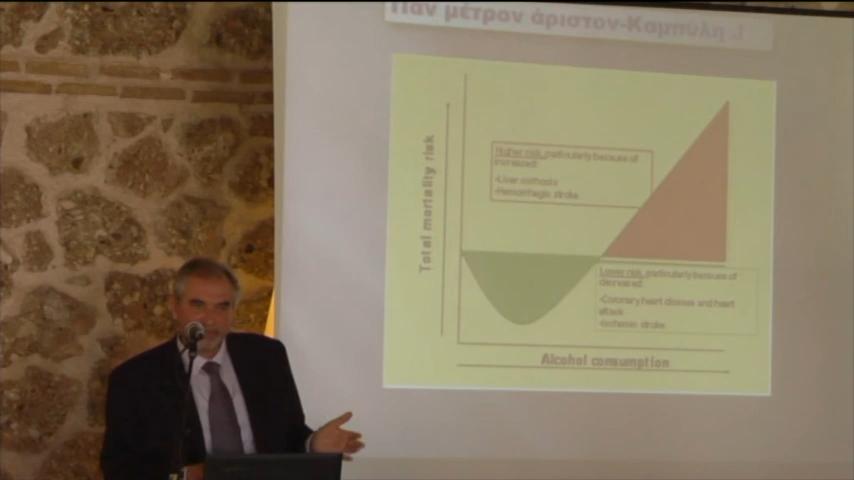 Παν μέτρον άριστον-Καμπύλη J
Total mortality risk
Higher risk, particularly because of
increased:
•Liver cirrhosis
•Hemorrhagic stroke
Lower risk, particularly because of
decreased:
•Coronary heart disease and heart
attack
•Ischemic stroke
Alcohol consumption